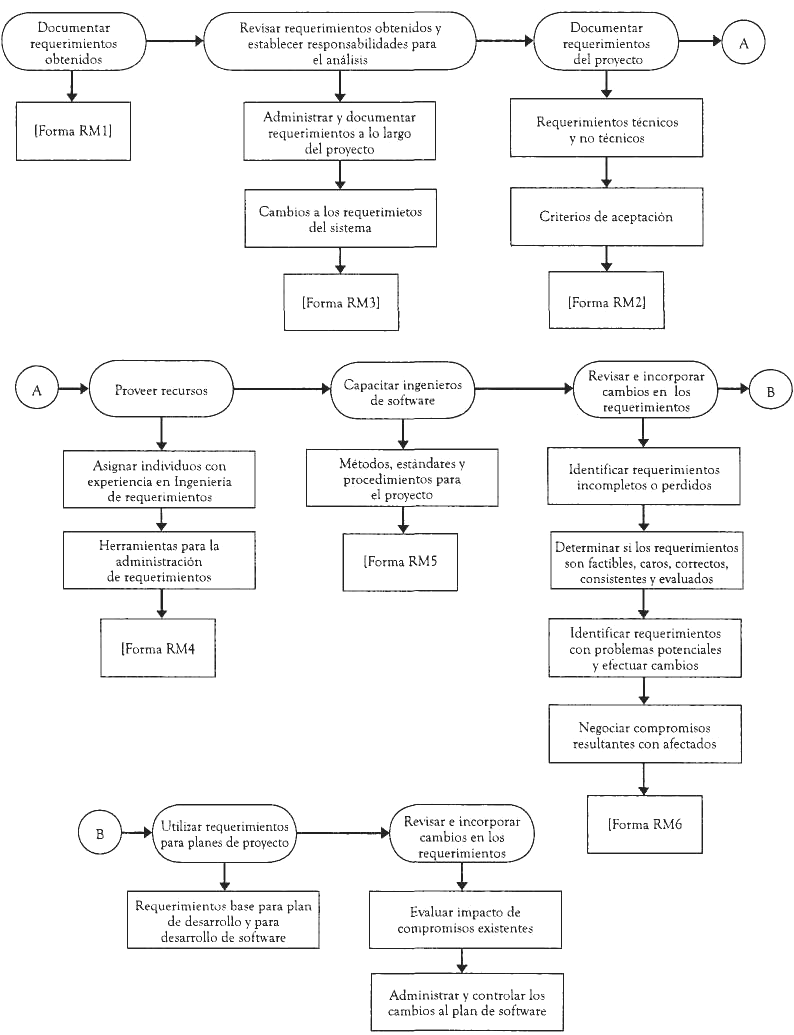 Documentar
requerimientos
obtenidos
Revisar requerimientos obtenidos y
establecer responsabilidades para
el análisis
Documentar
requerimientos
del proyecto
A
[Forma RM1]
Administrar y documentar
requerimientos a lo largo
del proyecto
Requerimientos técnicos
y no técnicos
Cambios a los requerimietos
del sistema
Criterios de aceptación
[Forma RM3]
[Forma RM2]
A
Proveer recursos
Capacitar ingenieros
de software
Revisar e incorporar
cambios en los
requerimientos
B
Asignar individuos con
experiencia en Ingeniería
de requerimientos
Métodos, estándares y
procedimientos para
el proyecto
Identificar requerimientos
incompletos o perdidos
Herramientas para la
administración
de requerimientos
[Forma RM5
Determinar si los requerimientos
son factibles, caros, correctos,
consistentes y evaluados
[Forma RM4
Identificar requerimientos
con problemas potenciales
y efectuar cambios
Negociar compromisos
resultantes con afectados
[Forma RM6
B
Utilizar requerimientos
para planes de proyecto
Revisar e incorporar
cambios en los
requerimientos
Requerimientos base para plan
de desarrollo y para
desarrollo de software
Evaluar impacto de
compromisos existentes
Administrar y controlar los
cambios al plan de software